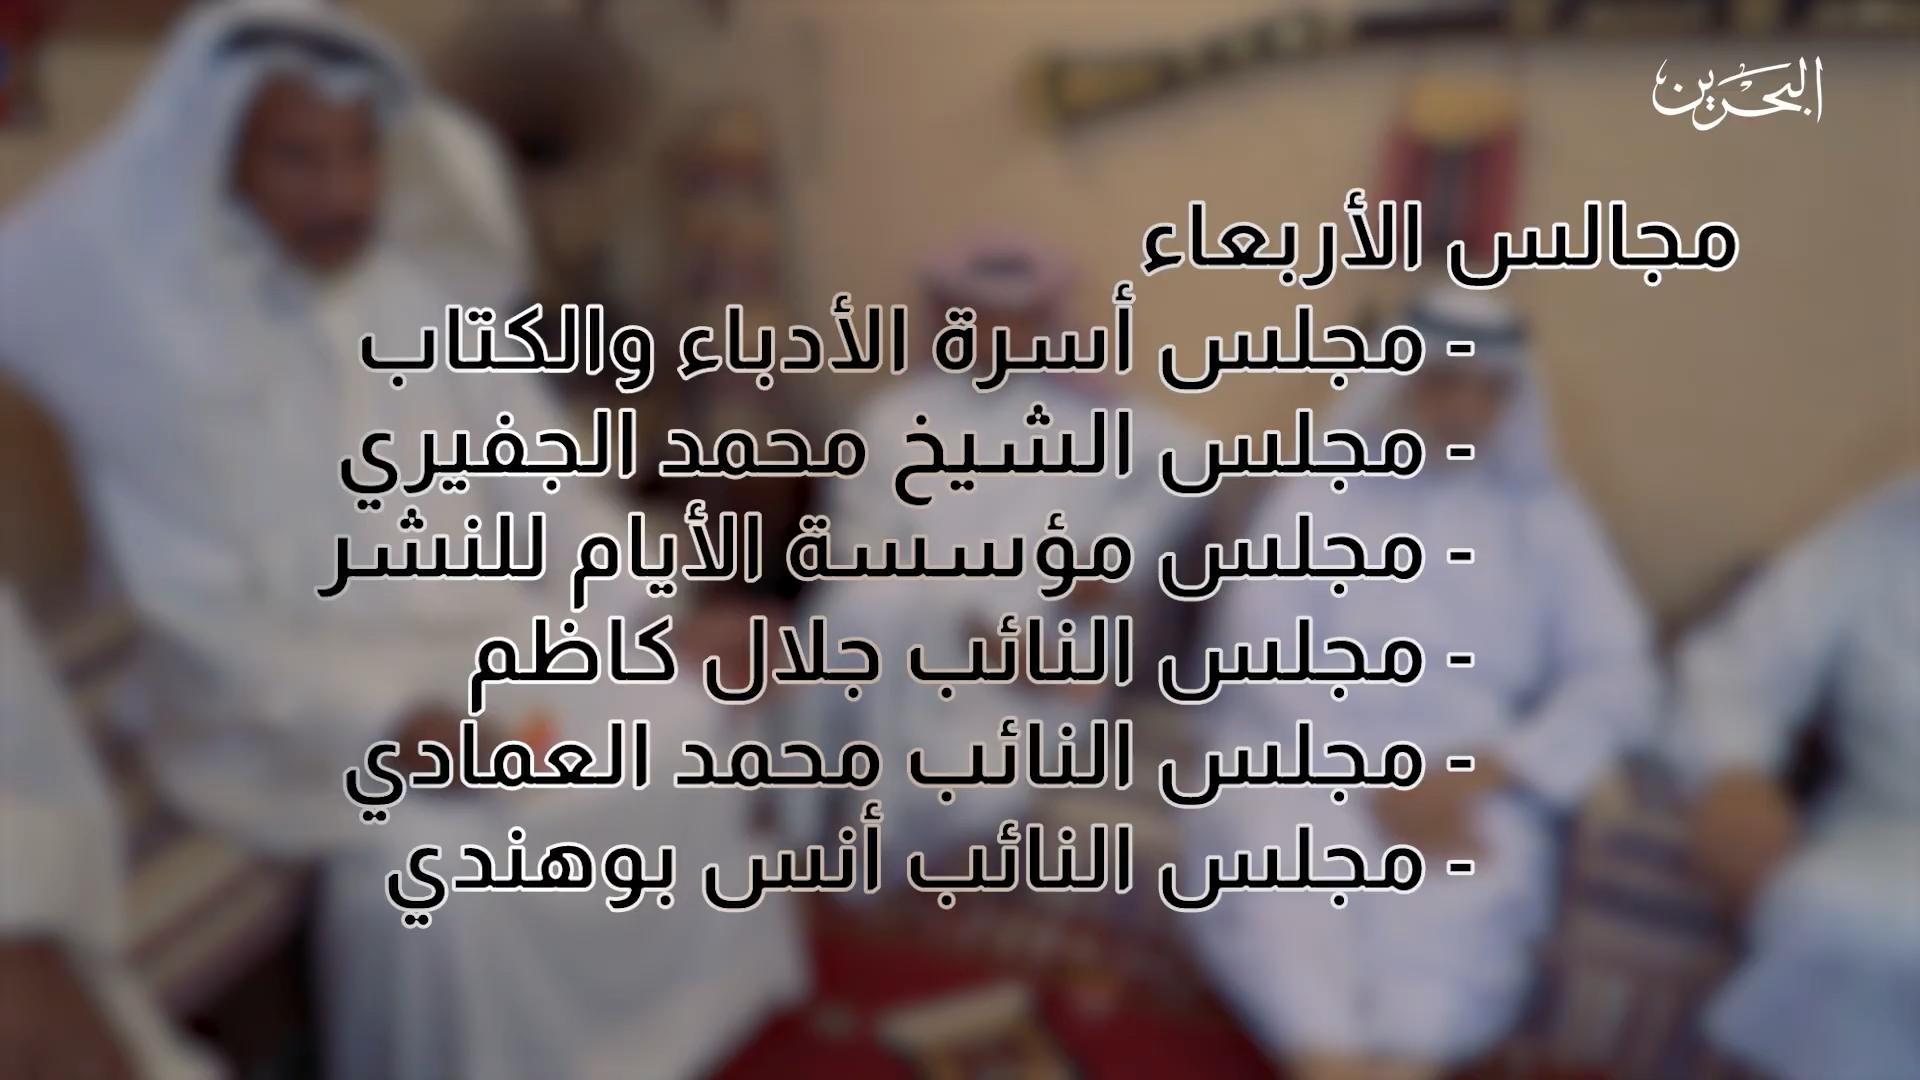 البحرين
مجالس الأربعاء
- مجلس أسرة الأدباء والكتاب
- مجلس الشيخ محمد الجفيري
- مجلس مؤسسة الأيام للنشر
- مجلس النائب جلال كاظم
- مجلس النائب محمد العمادي
- مجلس النائب أنس بوهندي